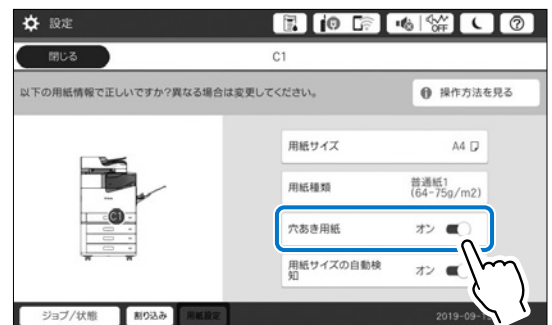 設定
OFF
閉じる
C1
以下の用紙情報で正しいですか?異なる場合は変更してください。
操作方法を見る
用紙サイズ
A4
用紙種類
普通紙1
(64-75g/m2)
C1
穴あき用紙
オン
用紙サイズの自動検
知
オン
ジョブ/状態
割り込み
用紙設定
2019-09-1